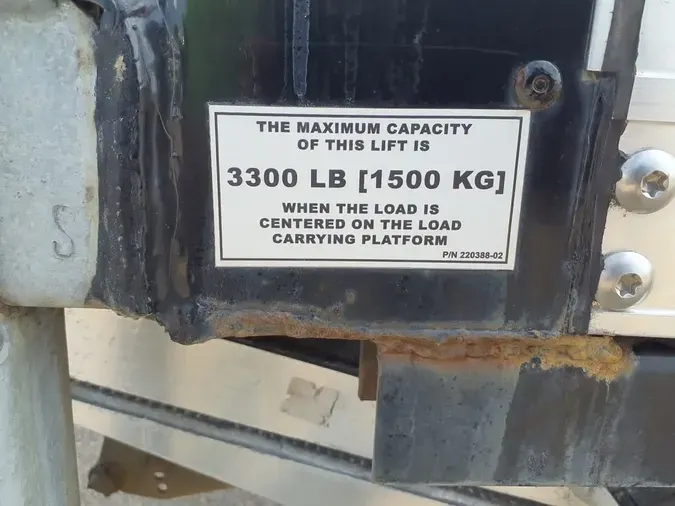 THE MAXIMUM CAPACITY
OF THIS LIFT IS
3300 LB [1500 KG]
WHEN THE LOAD IS
CENTERED ON THE LOAD
CARRYING PLATFORM
P/N 220388-02
S